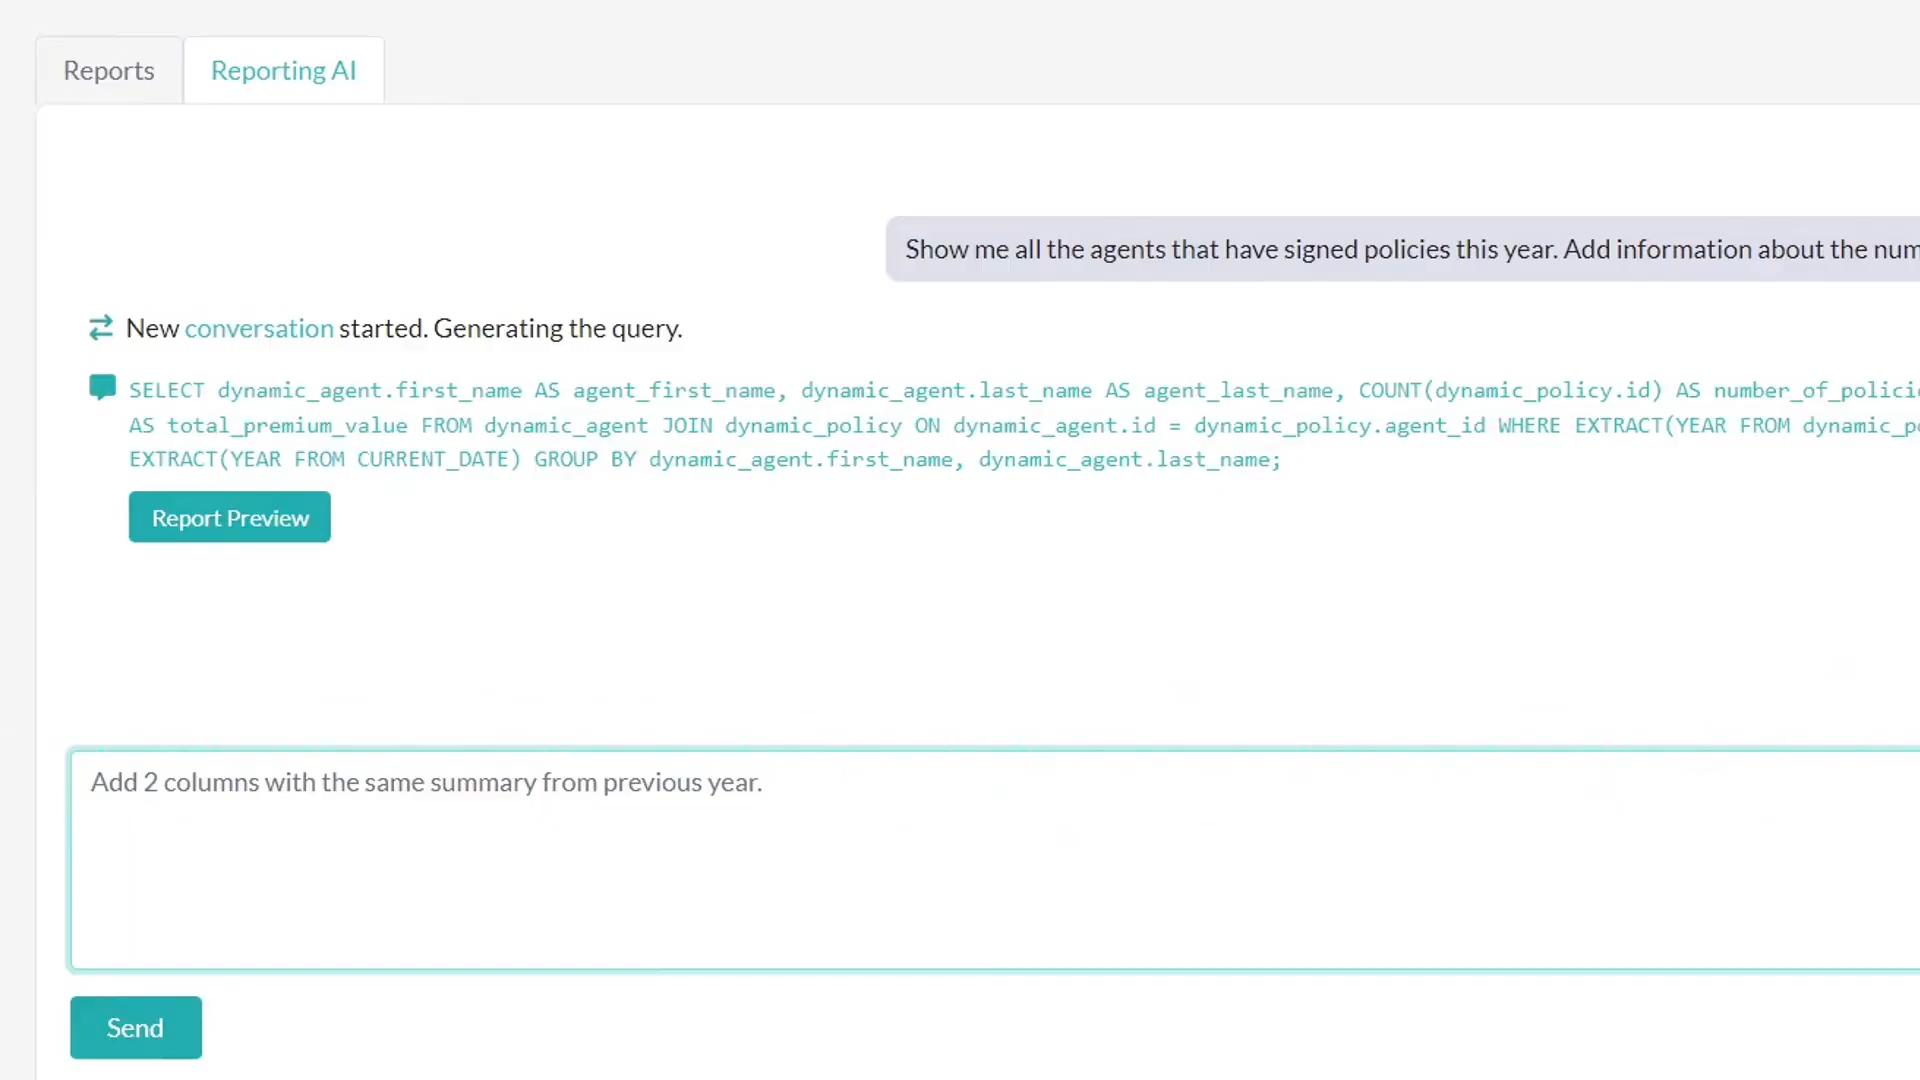 Reports
Reporting AI
Show me all the agents that have signed policies this year. Add information about the
New conversation started. Generating the query.
SELECT dynamic_agent.first_name AS agent_first_name, dynamic_agent.last_name AS agent_last_name, COUNT(dynamic_policy.id) AS
AS total_premium_value FROM dynamic_agent JOIN dynamic_policy ON dynamic_agent.id = dynamic_policy.agent_id WHERE EXTRACT(YEAR FROM
EXTRACT(YEAR FROM CURRENT_DATE) GROUP BY dynamic_agent.first_name, dynamic_agent.last_name;
Report Preview
Add 2 columns with the same summary from previous year.
Send